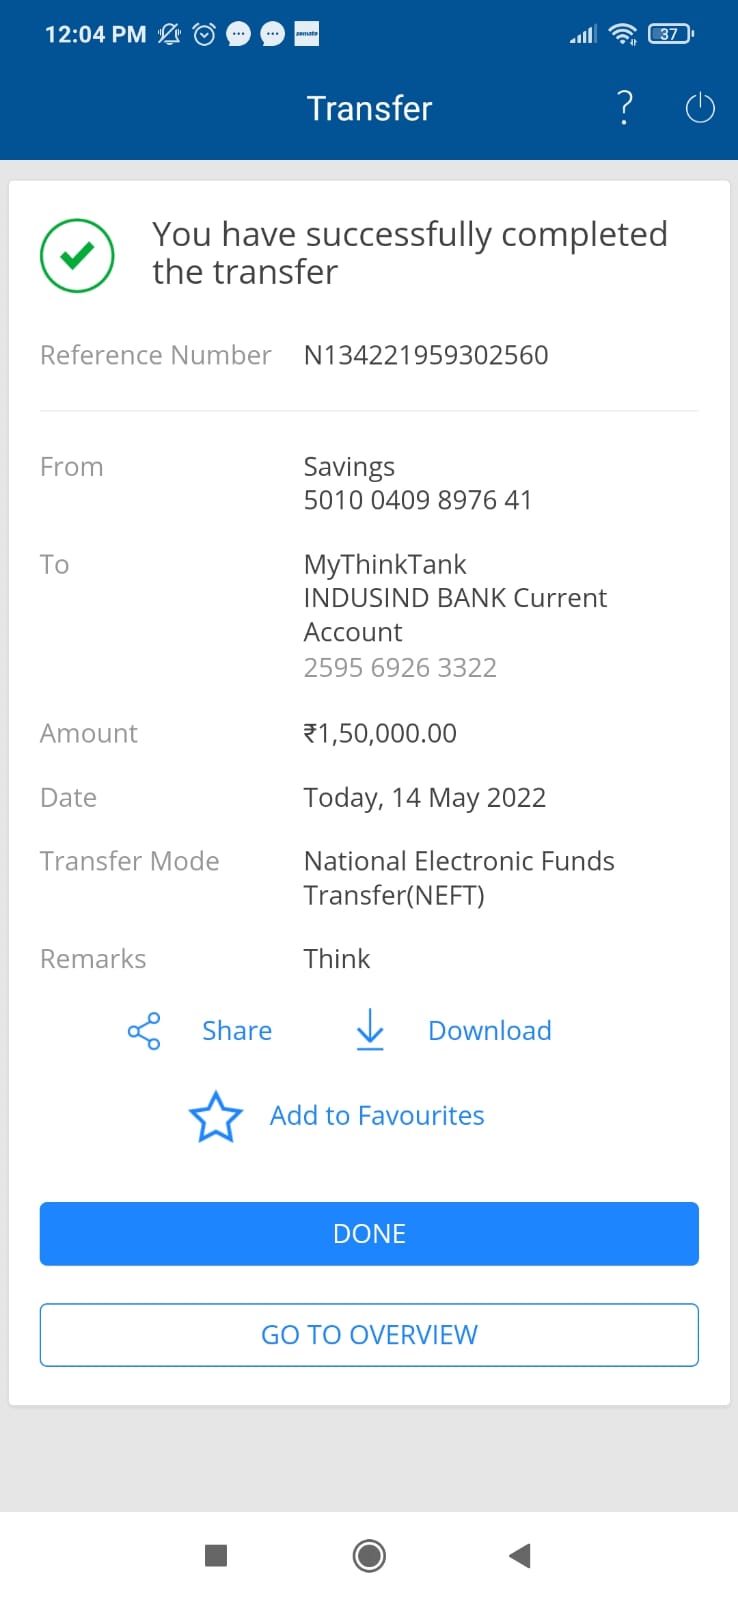 12:04 PM
37
Transfer
?
You have successfully completed
the transfer
Reference Number N134221959302560
From Savings
5010 0409 8976 41
To MyThinkTank
INDUSIND BANK Current
Account
2595 6926 3322
Amount ₹1,50,000.00
Date Today, 14 May 2022
Transfer Mode National Electronic Funds
Transfer(NEFT)
Remarks Think
Share Download
Add to Favourites
DONE
GO TO OVERVIEW